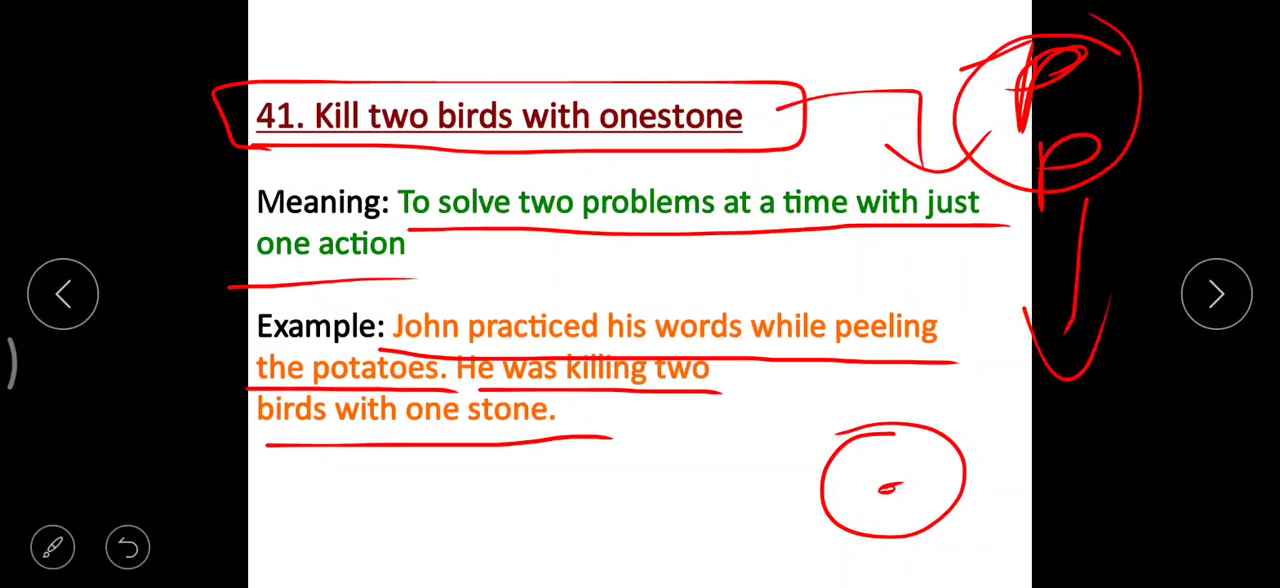 41. Kill two birds with onestone
Meaning: To solve two problems at a time with just
one action
Example: John practiced his words while peeling
the potatoes. He was killing two
birds with one stone.
P
P